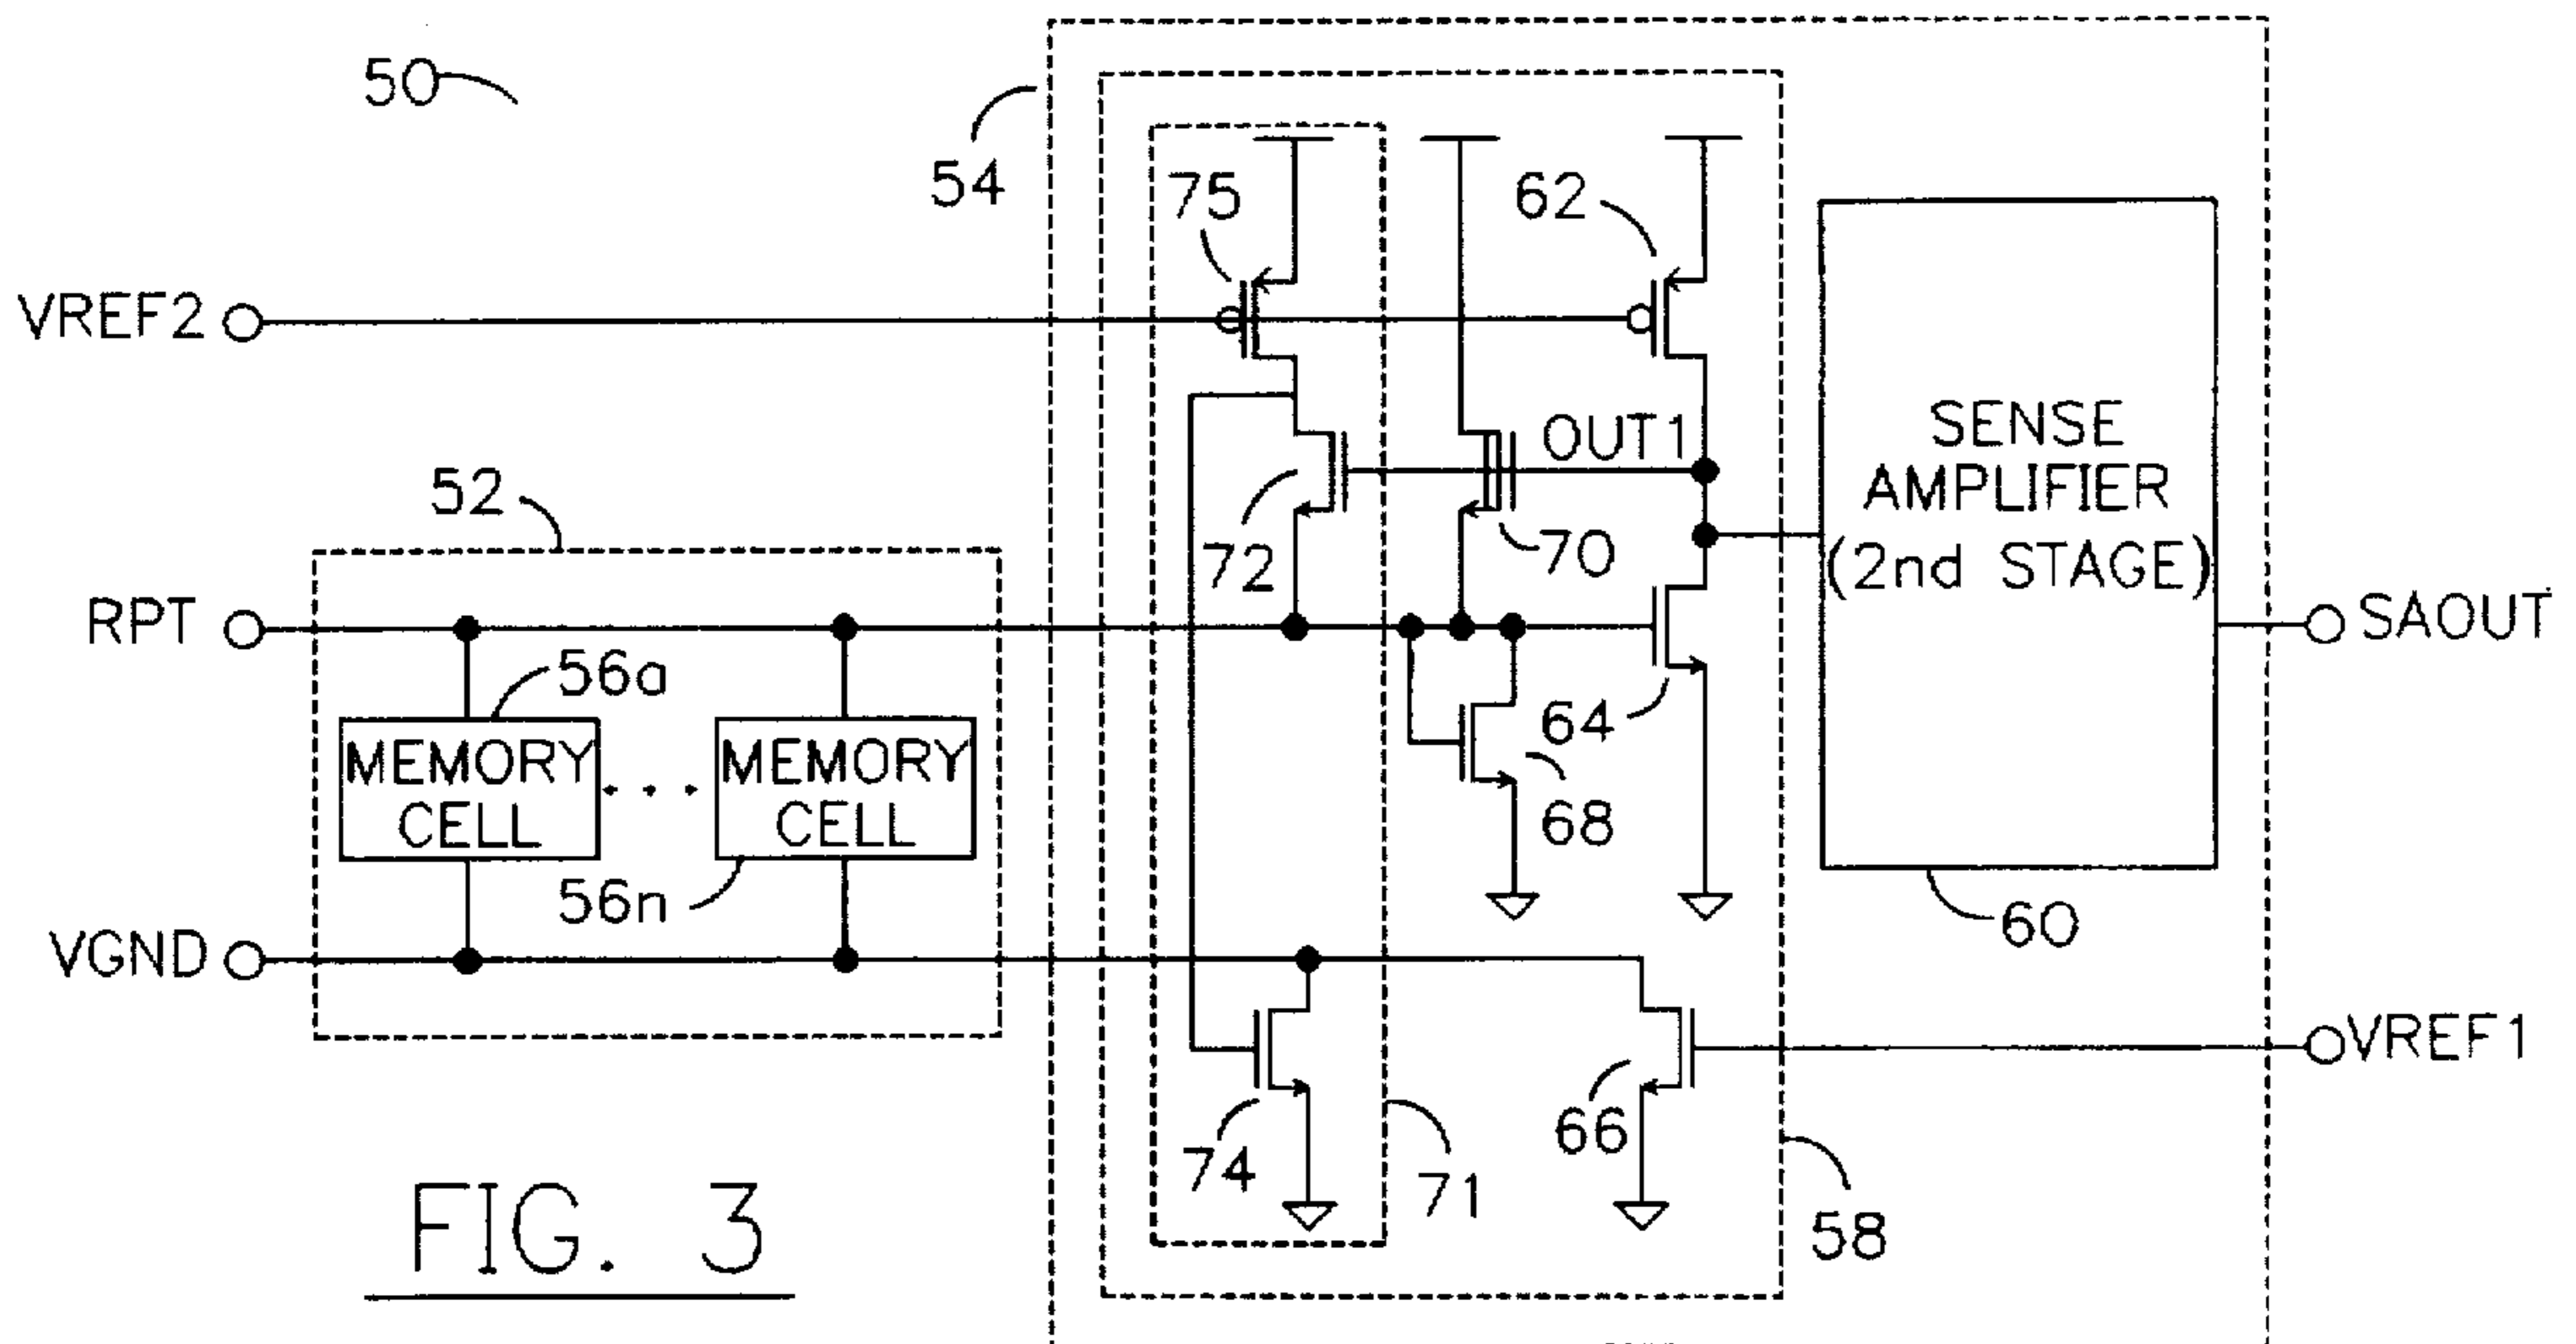 50
54
75
62
VREF2
OUT1
SENSE
AMPLIFIER
(2nd STAGE)
52
72
70
RPT
SAOUT
56a
64
MEMORY
CELL
MEMORY
CELL
68
56n
60
VGND
VREF1
66
74
71
58
FIG. 3